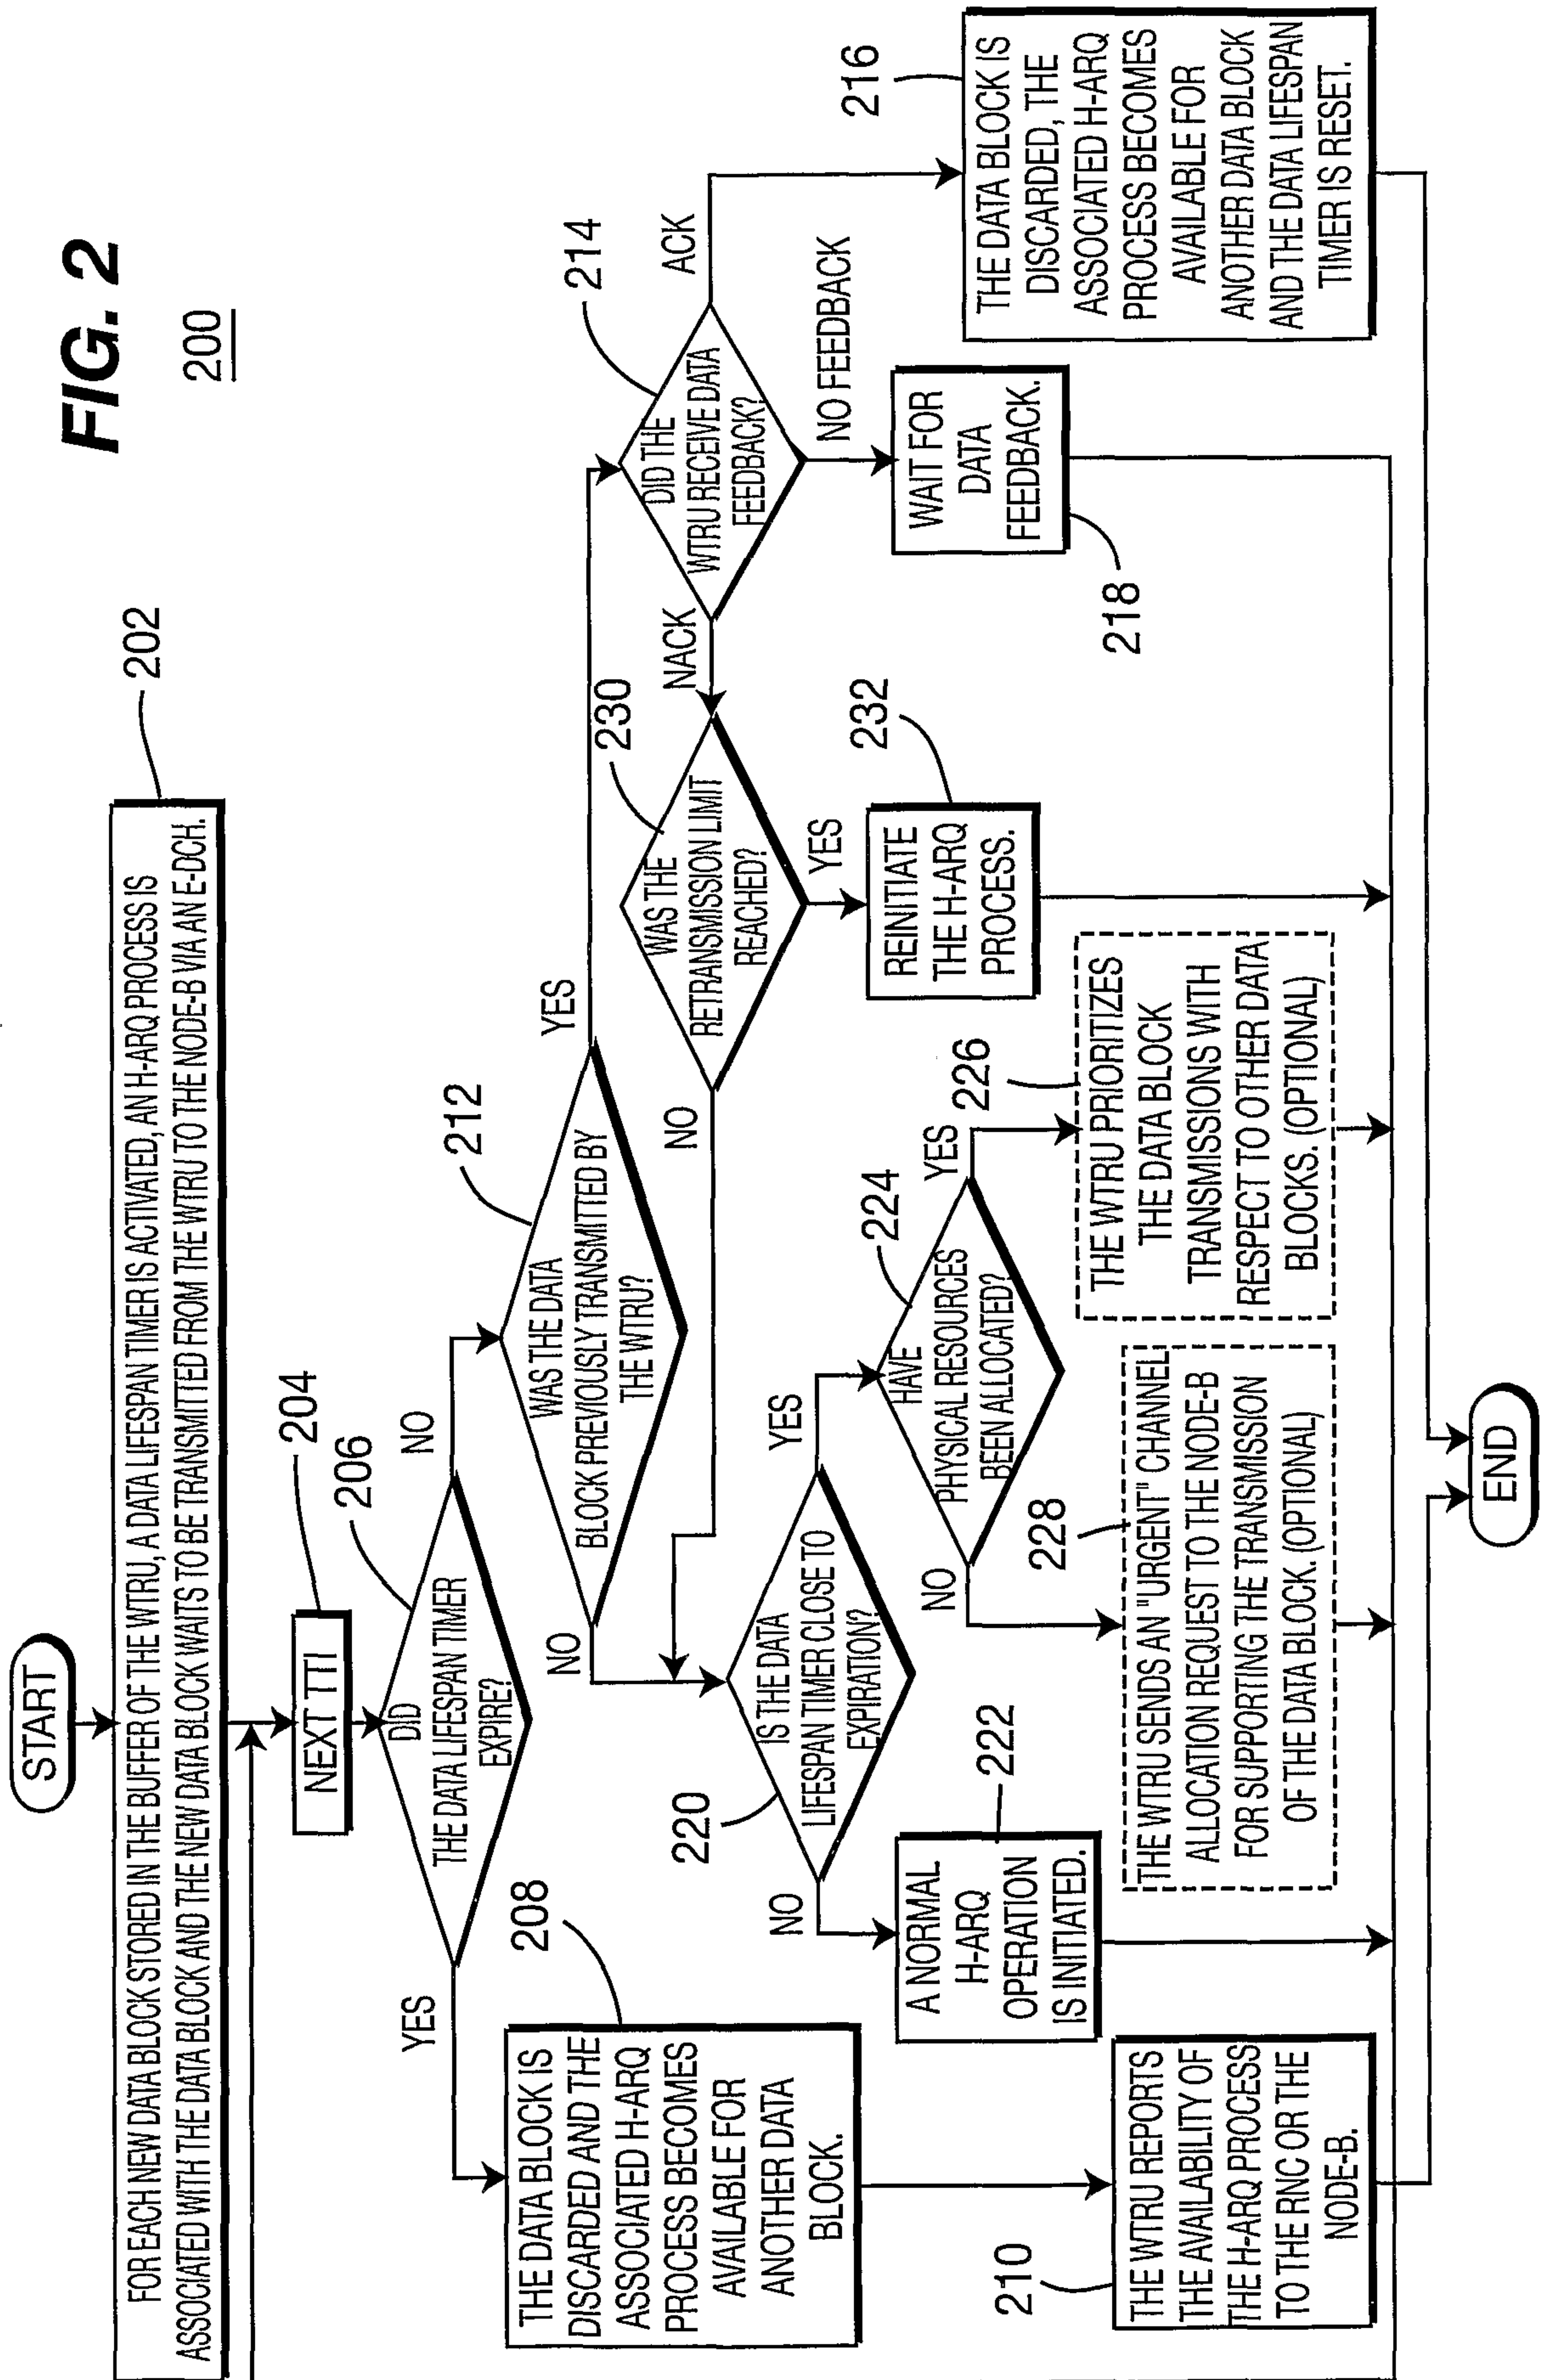 FIG. 2
200
START
202
FOR EACH NEW DATA BLOCK STORED IN THE BUFFER OF THE WTRU, A DATA LIFESPAN TIMER IS ACTIVATED, AN H-ARQ PROCESS IS
ASSOCIATED WITH THE DATA BLOCK AND THE NEW DATA BLOCK WAITS TO BE TRANSMITTED FROM THE WTRU TO THE NODE-B VIA AN E-DCH.
204
NEXT TTI
206
DID
THE DATA LIFESPAN TIMER
EXPIRE?
YES
NO
208
THE DATA BLOCK IS
DISCARDED AND THE
ASSOCIATED H-ARQ
PROCESS BECOMES
AVAILABLE FOR
ANOTHER DATA
BLOCK.
210
THE WTRU REPORTS
THE AVAILABILITY OF
THE H-ARQ PROCESS
TO THE RNC OR THE
NODE-B.
212
WAS THE DATA
BLOCK PREVIOUSLY TRANSMITTED BY
THE WTRU?
NO
YES
214
DID THE
WTRU RECEIVE DATA
FEEDBACK?
NACK
ACK
NO FEEDBACK
216
THE DATA BLOCK IS
DISCARDED, THE
ASSOCIATED H-ARQ
PROCESS BECOMES
AVAILABLE FOR
ANOTHER DATA BLOCK
AND THE DATA LIFESPAN
TIMER IS RESET.
WAIT FOR
DATA
FEEDBACK.
218
230
WAS THE
RETRANSMISSION LIMIT
REACHED?
NO
YES
232
REINITIATE
THE H-ARQ
PROCESS.
220
IS THE DATA
LIFESPAN TIMER CLOSE TO
EXPIRATION?
NO
YES
222
A NORMAL
H-ARQ
OPERATION
IS INITIATED.
224
HAVE
PHYSICAL RESOURCES
BEEN ALLOCATED?
NO
YES
226
THE WTRU PRIORITIZES
THE DATA BLOCK
TRANSMISSIONS WITH
RESPECT TO OTHER DATA
BLOCKS. (OPTIONAL)
228
THE WTRU SENDS AN "URGENT" CHANNEL
ALLOCATION REQUEST TO THE NODE-B
FOR SUPPORTING THE TRANSMISSION
OF THE DATA BLOCK. (OPTIONAL)
END